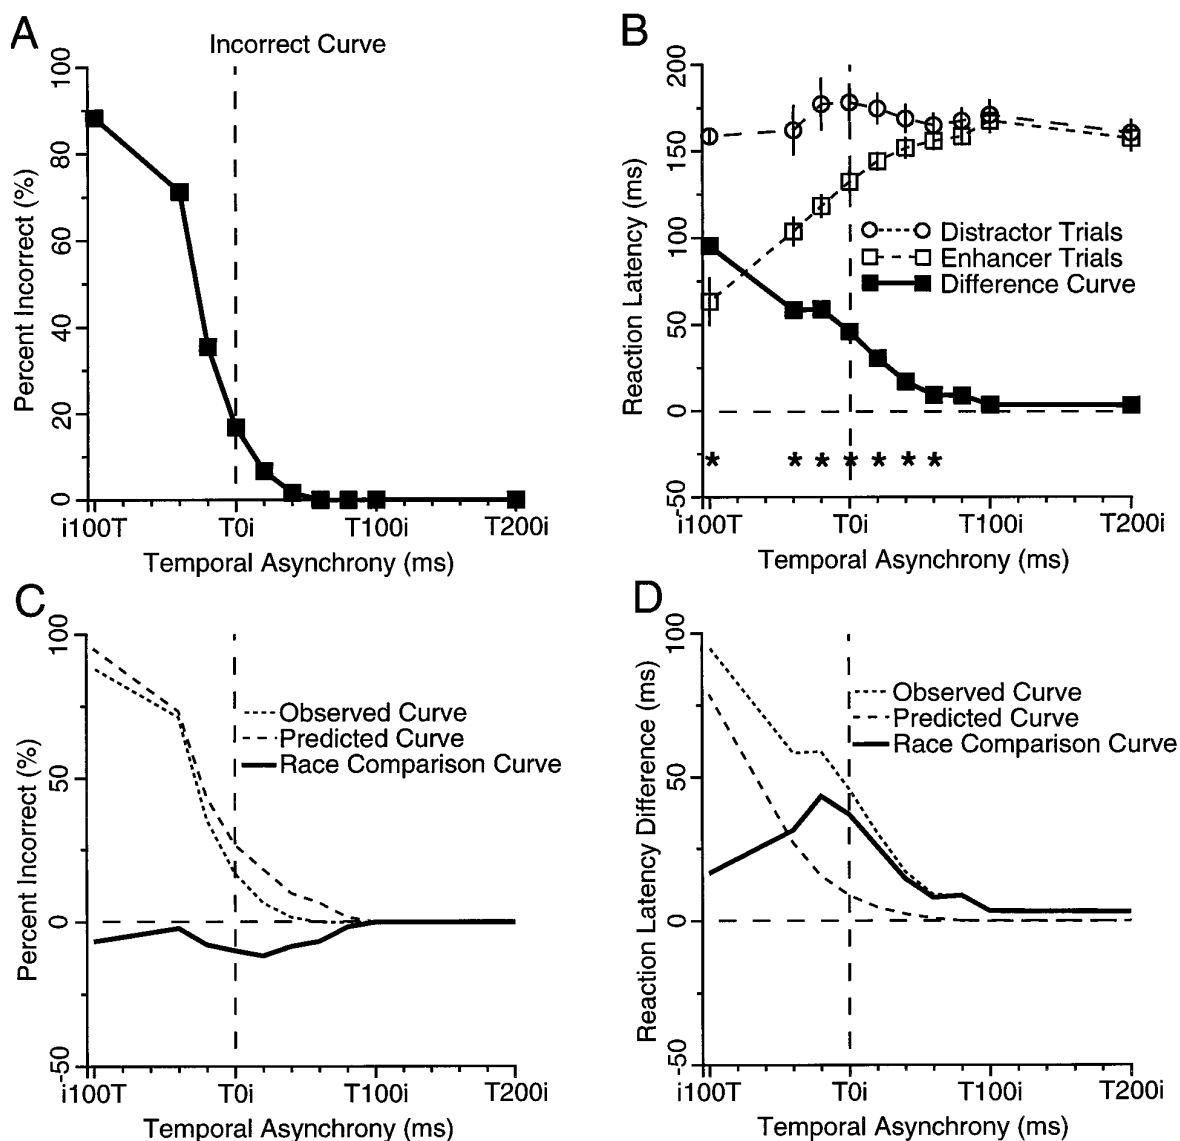 A
Incorrect Curve
Percent Incorrect (%)
100
80
60
40
20
0
i100T T0i T100i T200i
Temporal Asynchrony (ms)
B
Reaction Latency (ms)
200
150
100
50
0
-50
Distractor Trials
Enhancer Trials
Difference Curve
* * * * * * *
i100T T0i T100i T200i
Temporal Asynchrony (ms)
C
Percent Incorrect (%)
100
50
0
-50
Observed Curve
Predicted Curve
Race Comparison Curve
i100T T0i T100i T200i
Temporal Asynchrony (ms)
D
Reaction Latency Difference (ms)
100
50
0
-50
Observed Curve
Predicted Curve
Race Comparison Curve
i100T T0i T100i T200i
Temporal Asynchrony (ms)